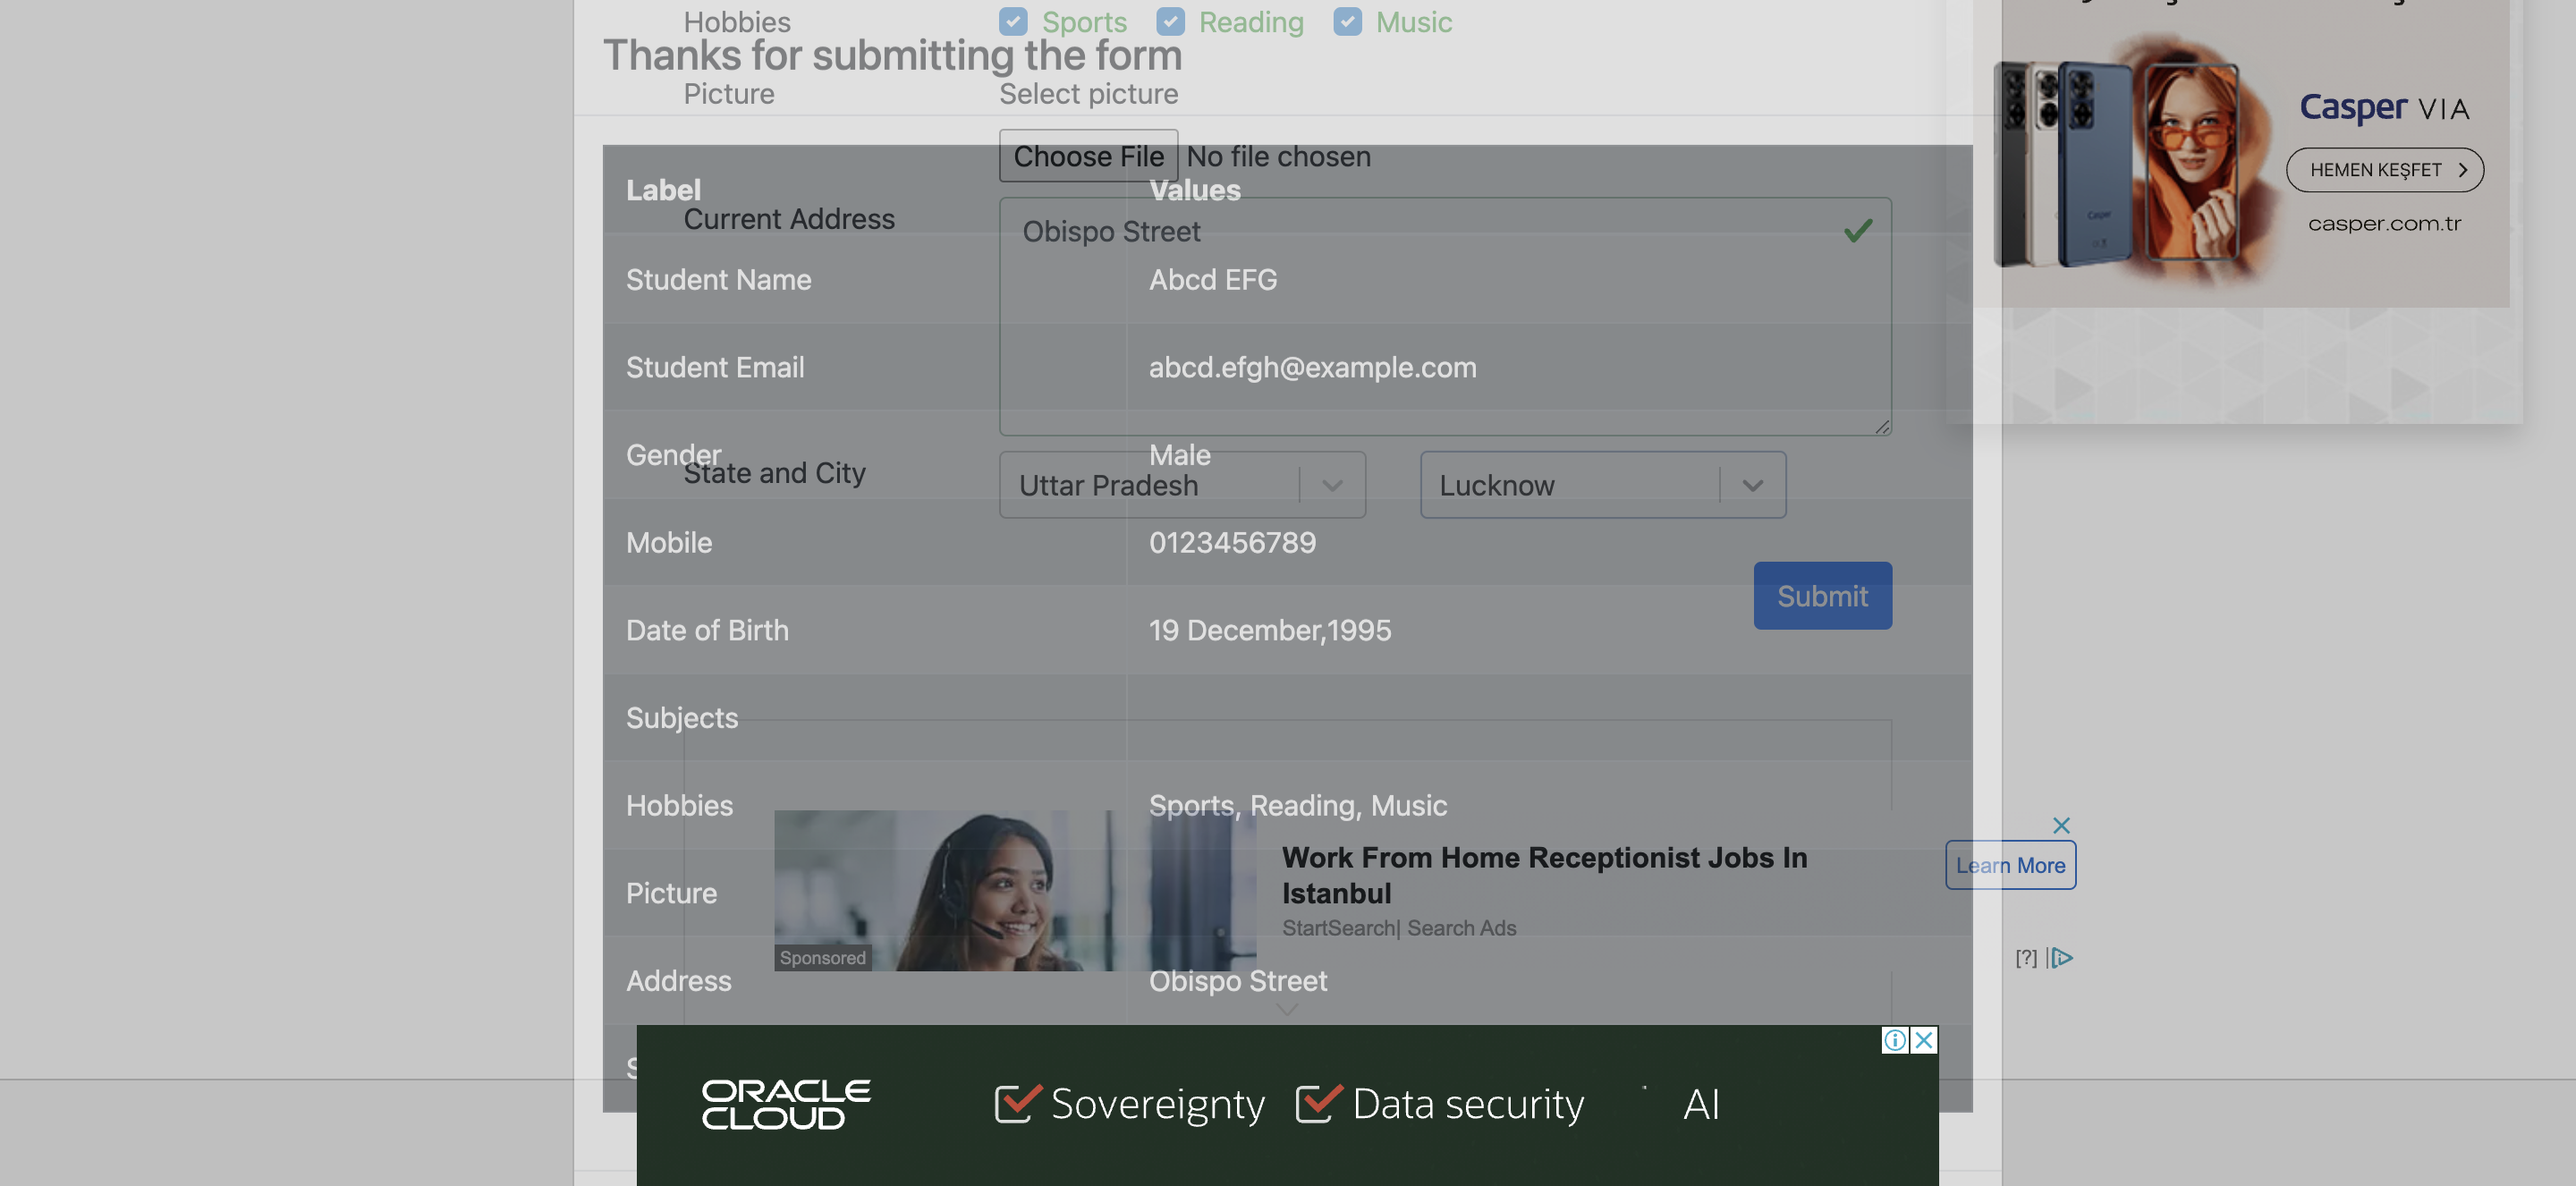 Hobbies Sports Reading Music
Thanks for submitting the form
Picture Select picture
Choose File No file chosen
Label Values
Current Address Obispo Street
Student Name Abcd EFG
Student Email abcd.efgh@example.com
Gender Male
State and City Uttar Pradesh Lucknow
Mobile 0123456789
Submit
Date of Birth 19 December,1995
Subjects
Hobbies Sports, Reading, Music
Picture
Work From Home Receptionist Jobs In
Istanbul
StartSearch| Search Ads
Sponsored
Learn More
[?]
Address Obispo Street
ORACLE
CLOUD
Sovereignty Data security AI
Casper VIA
HEMEN KEŞFET
casper.com.tr
Casper